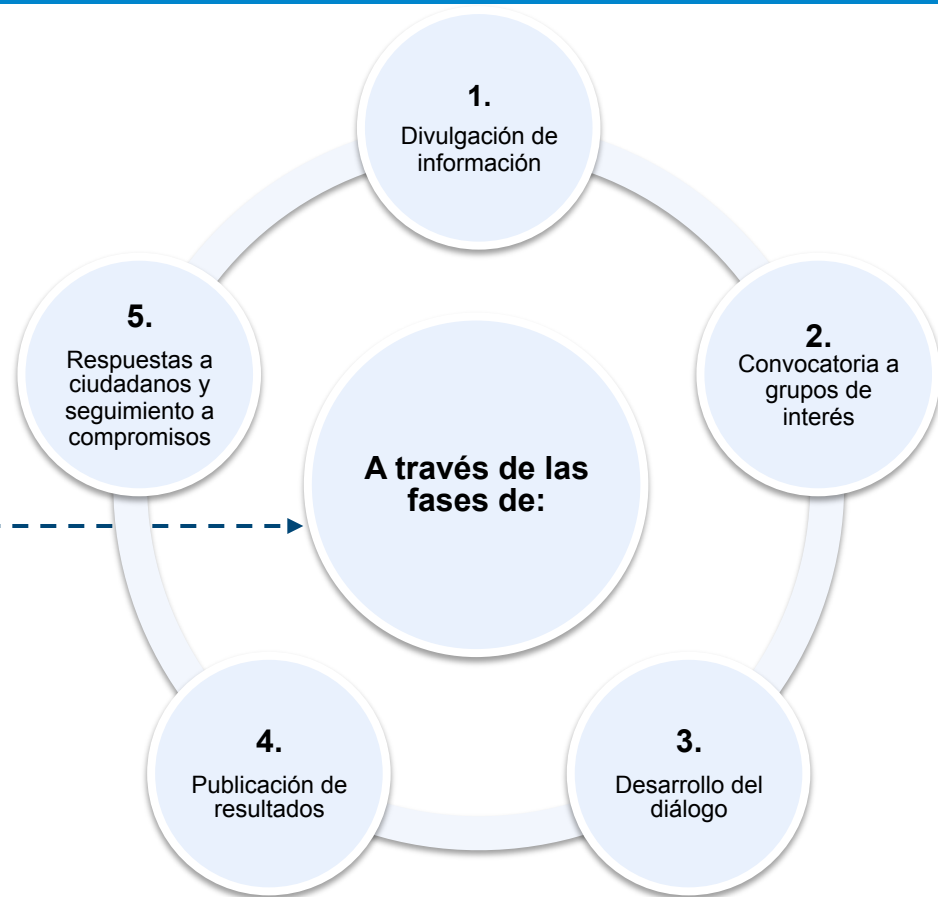 1.
Divulgación de
información
2.
Convocatoria a
grupos de
interés
3.
Desarrollo del
diálogo
4.
Publicación de
resultados
5.
Respuestas a
ciudadanos y
seguimiento a
compromisos
A través de las
fases de: